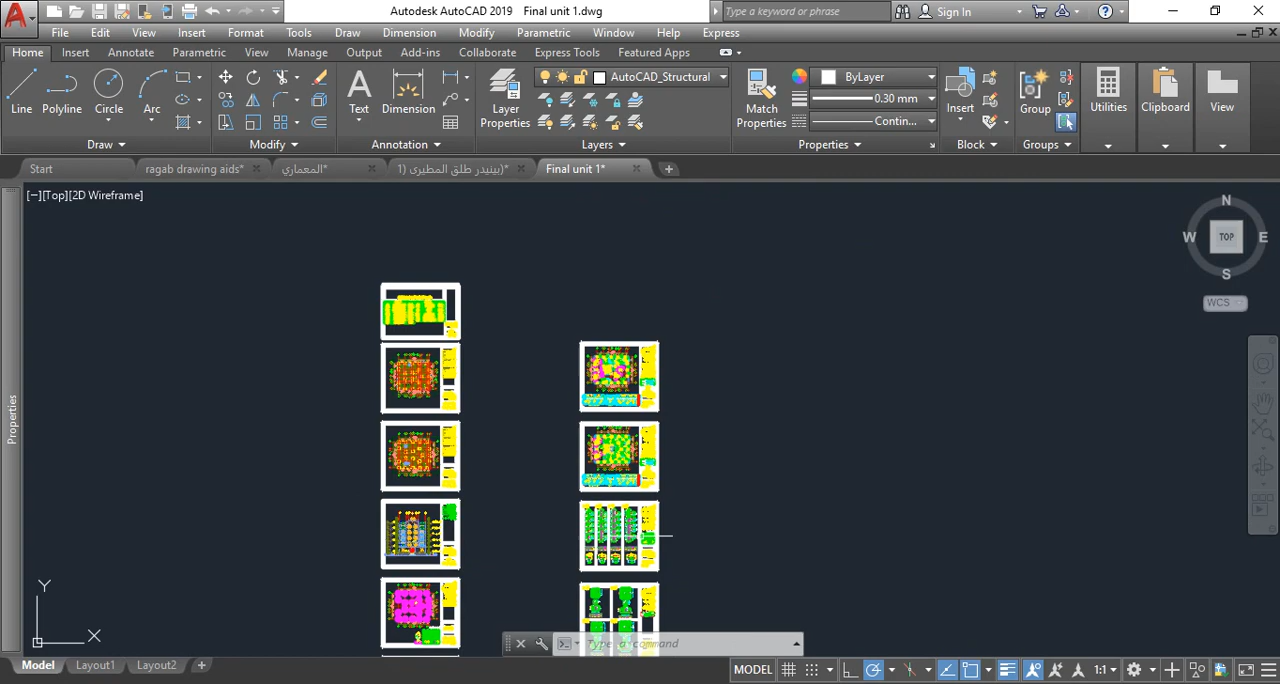 Autodesk AutoCAD 2019   Final unit 1.dwg
Type a keyword or phrase
Sign In
File Edit View Insert Format Tools Draw Dimension Modify Parametric Window Help Express
Home Insert Annotate Parametric View Manage Output Add-ins Collaborate Express Tools Featured Apps
AutoCAD_Structural
ByLayer
0.30 mm
Contin...
Line Polyline Circle Arc
Text Dimension
Layer Properties
Match Properties
Insert
Group
Utilities Clipboard View
Draw Modify Annotation Layers Properties Block Groups
Start
ragab drawing aids*
المعماري*
بينيدر طلق المطيرى (1)*
Final unit 1*
[−][Top][2D Wireframe]
N
W TOP E
S
WCS
Properties
Y
X
Type a command
Model Layout1 Layout2
MODEL
1:1